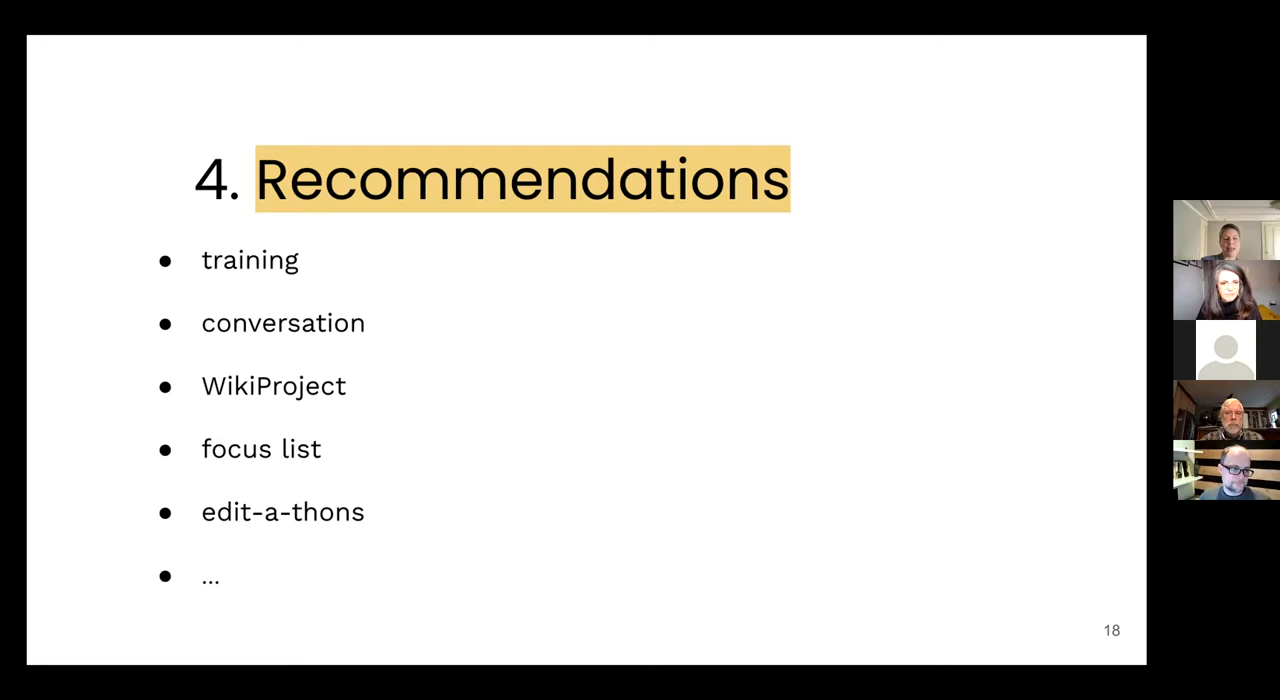 4. Recommendations
● training
● conversation
● WikiProject
● focus list
● edit-a-thons
● ...
18